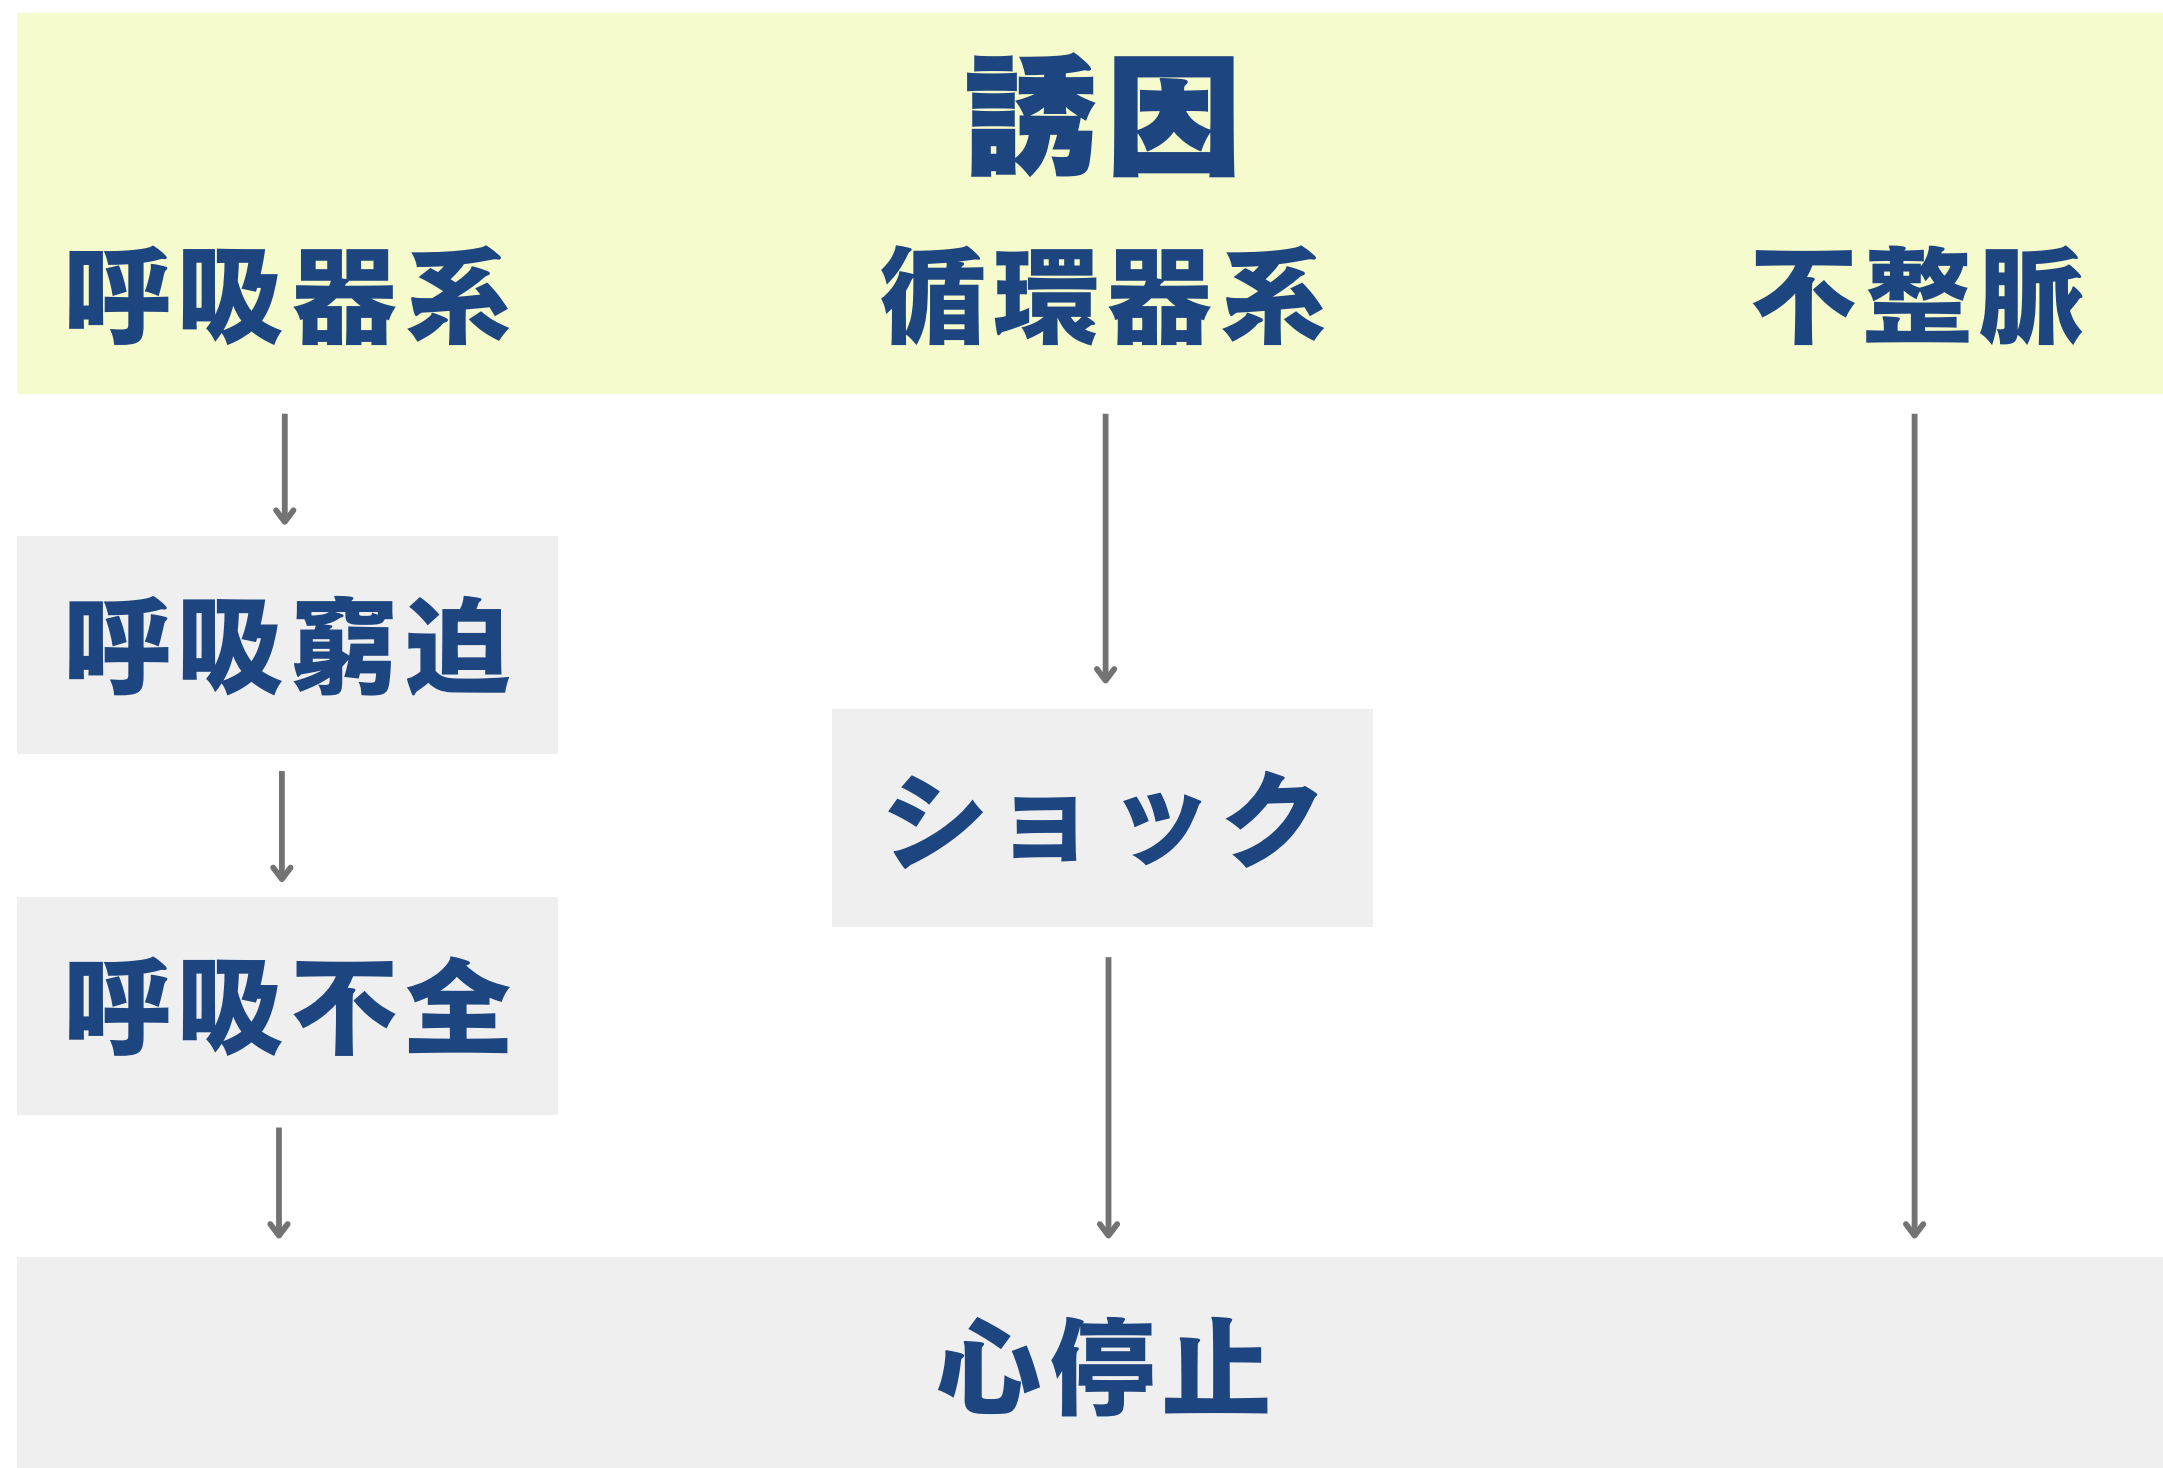 誘因
呼吸器系
循環器系
不整脈
呼吸窮迫
ショック
呼吸不全
心停止